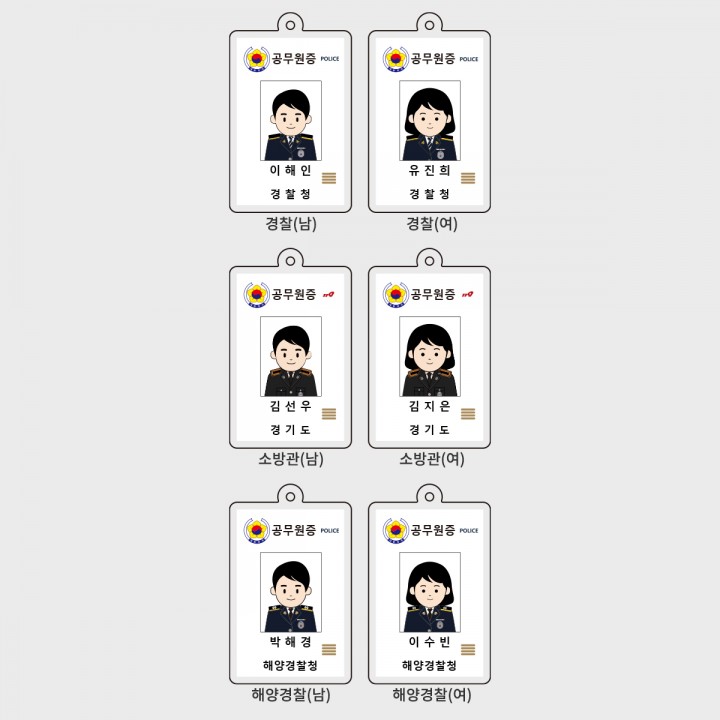 공무원증 POLICE
이해인
경찰청
경찰(남)
공무원증 POLICE
유진희
경찰청
경찰(여)
공무원증
김선우
경기도
소방관(남)
공무원증
김지은
경기도
소방관(여)
공무원증 POLICE
박해경
해양경찰청
해양경찰(남)
공무원증 POLICE
이수빈
해양경찰청
해양경찰(여)